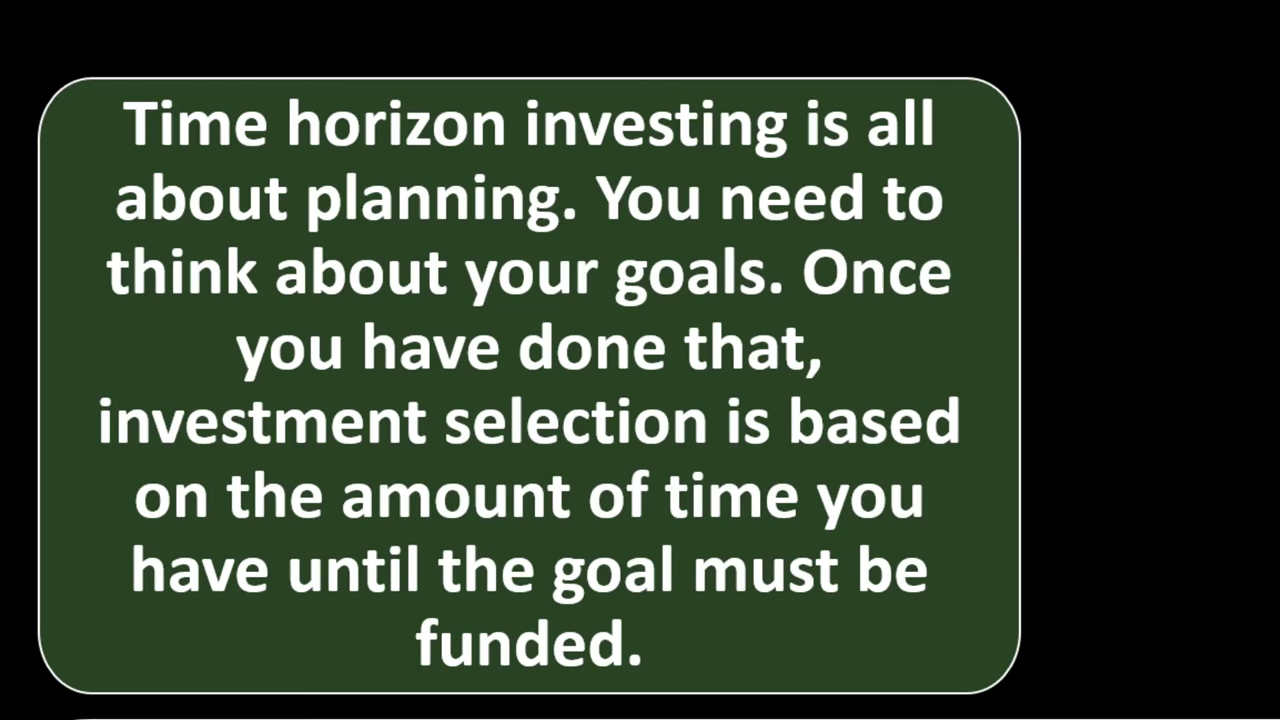 Time horizon investing is all
about planning. You need to
think about your goals. Once
you have done that,
investment selection is based
on the amount of time you
have until the goal must be
funded.